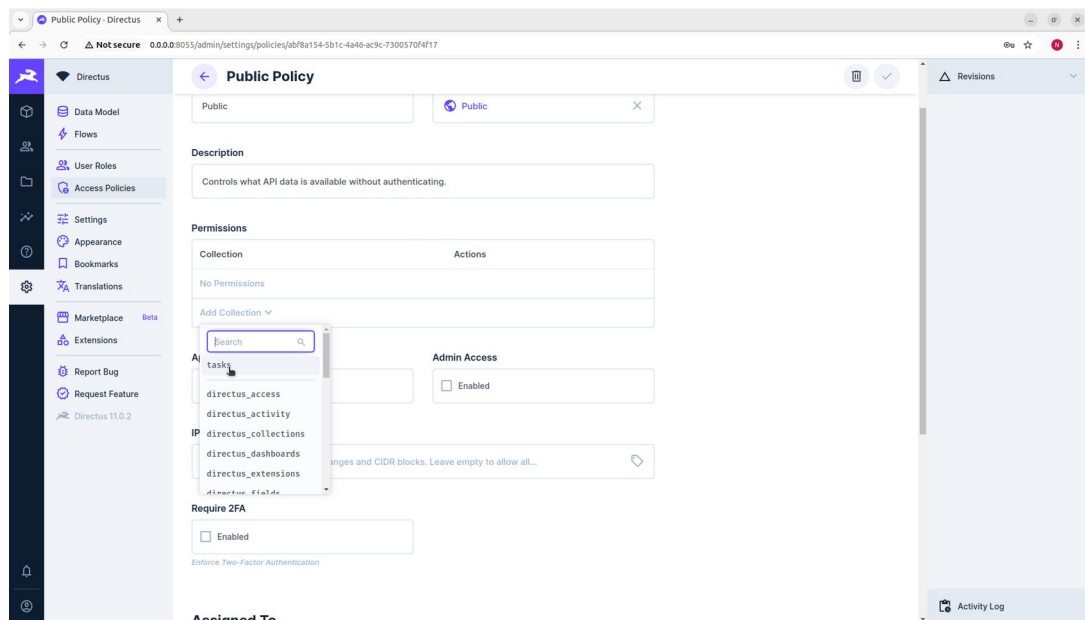 Public Policy · Directus
Not secure 0.0.0.0:8055/admin/settings/policies/abf8a154-5b1c-4a46-ac9c-7300570f4f17
N
Directus
Data Model
Flows
User Roles
Access Policies
Settings
Appearance
Bookmarks
Translations
Marketplace Beta
Extensions
Report Bug
Request Feature
Directus 11.0.2
Public Policy
Public
Public
Description
Controls what API data is available without authenticating.
Permissions
Collection Actions
No Permissions
Add Collection
Search
tasks
directus_access
directus_activity
directus_collections
directus_dashboards
directus_extensions
directus_fields
Admin Access
Enabled
IP
anges and CIDR blocks. Leave empty to allow all...
Require 2FA
Enabled
Enforce Two-Factor Authentication
Assigned To
Revisions
Activity Log